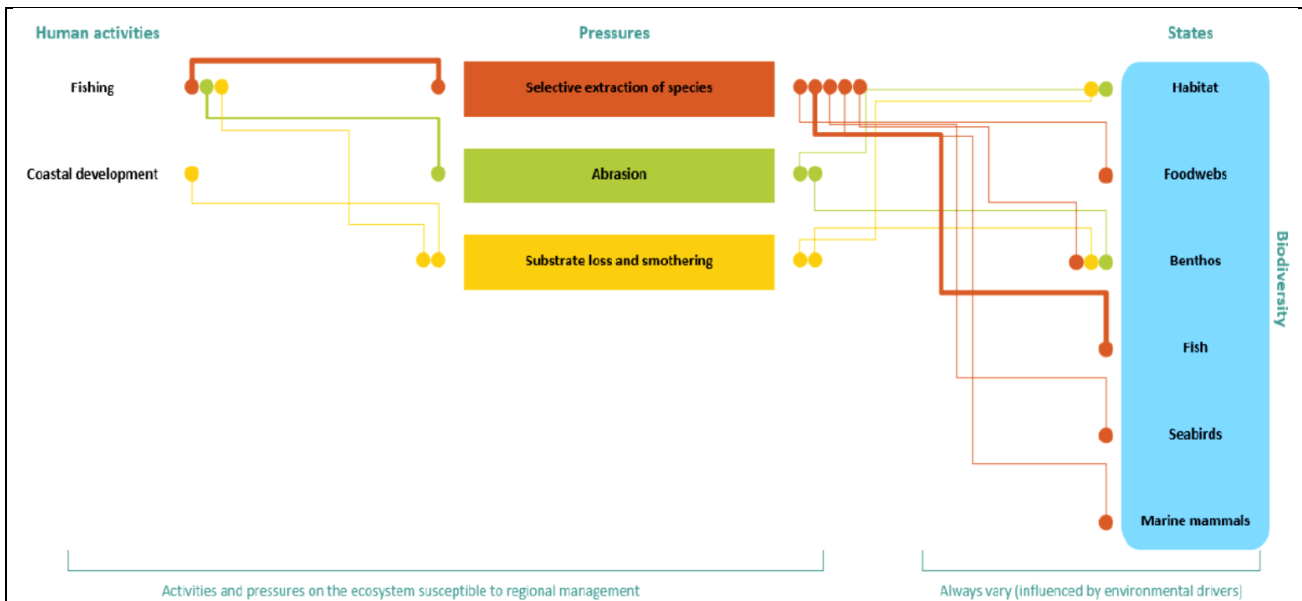 Human activities
Pressures
States
Fishing
Selective extraction of species
Habitat
Coastal development
Abrasion
Foodwebs
Substrate loss and smothering
Benthos
Biodiversity
Fish
Seabirds
Marine mammals
Activities and pressures on the ecosystem susceptible to regional management
Always vary (influenced by environmental drivers)